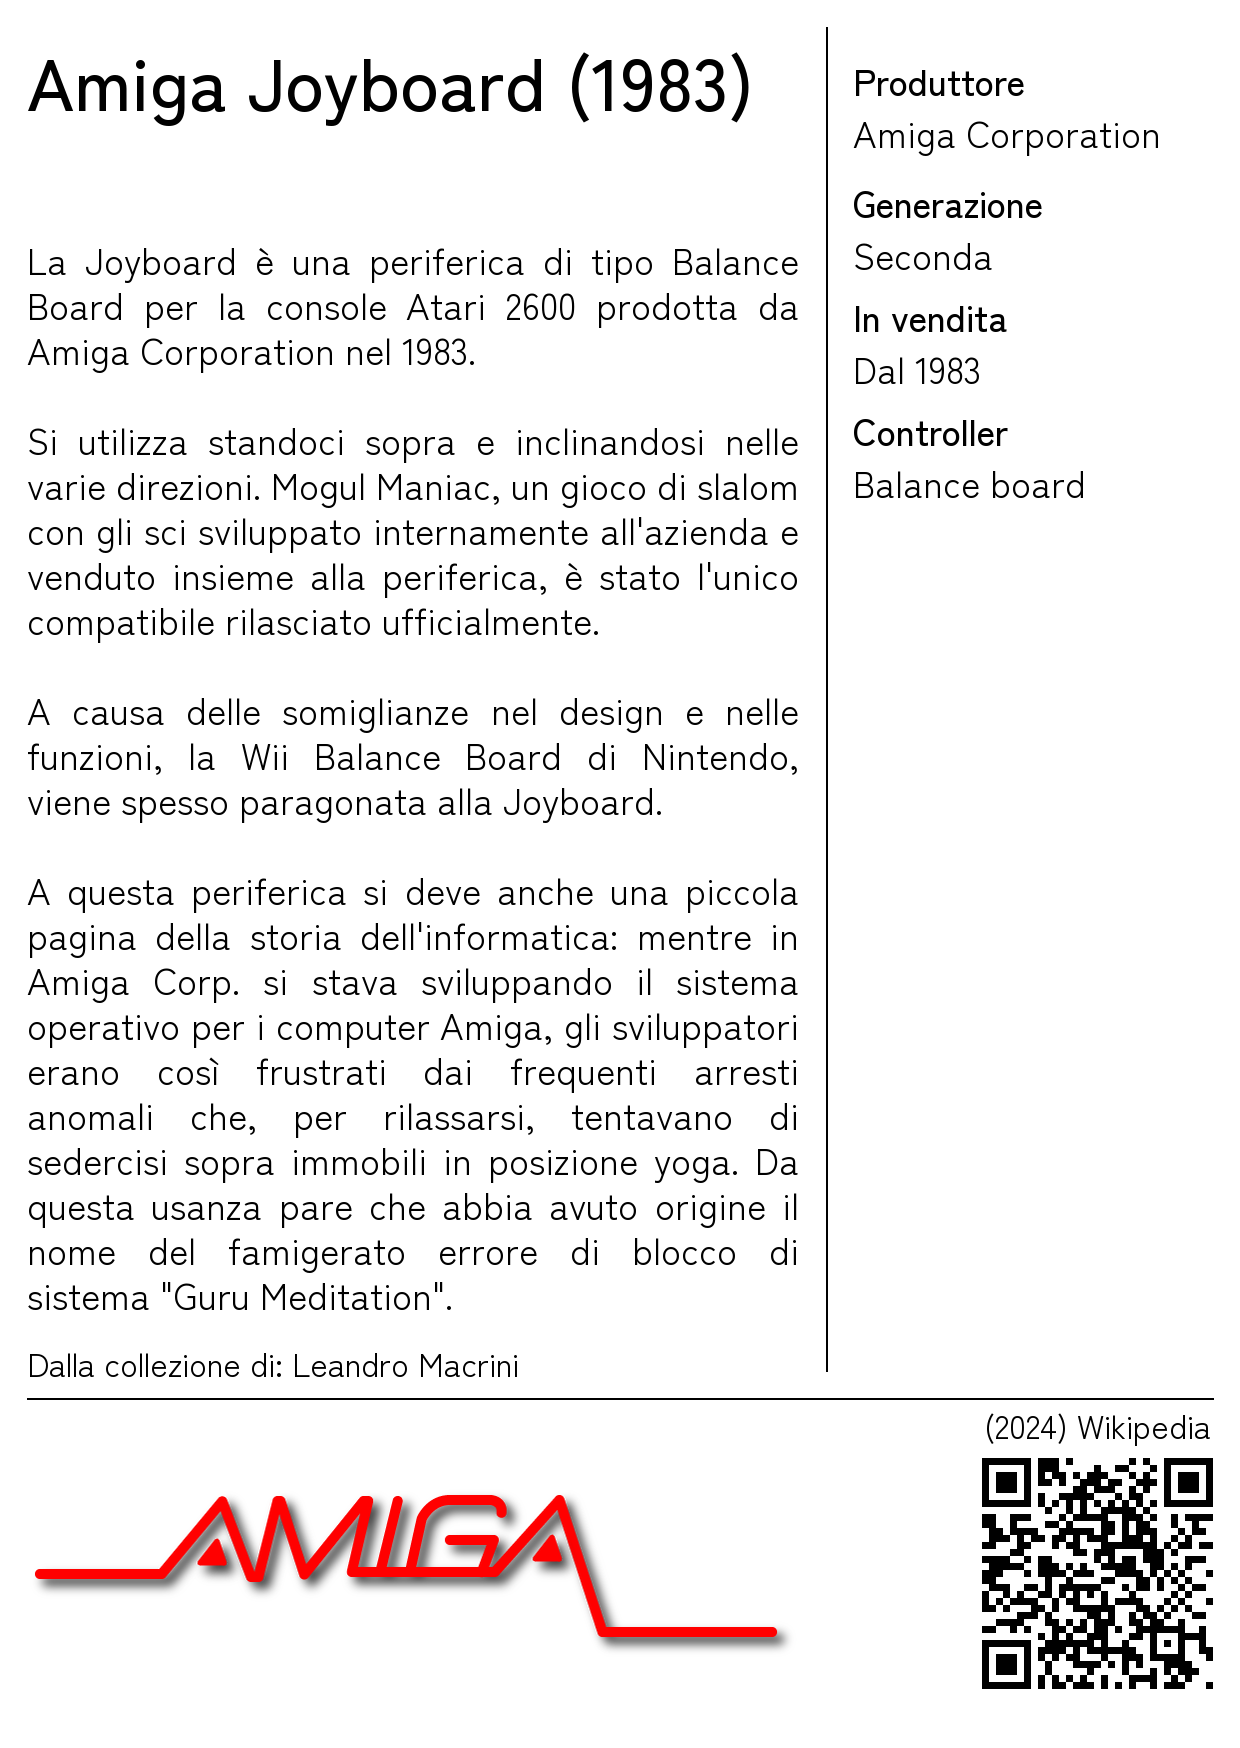 Amiga Joyboard (1983)
La Joyboard è una periferica di tipo Balance
Board per la console Atari 2600 prodotta da
Amiga Corporation nel 1983.
Si utilizza standoci sopra e inclinandosi nelle
varie direzioni. Mogul Maniac, un gioco di slalom
con gli sci sviluppato internamente all'azienda e
venduto insieme alla periferica, è stato l'unico
compatibile rilasciato ufficialmente.
A causa delle somiglianze nel design e nelle
funzioni, la Wii Balance Board di Nintendo,
viene spesso paragonata alla Joyboard.
A questa periferica si deve anche una piccola
pagina della storia dell'informatica: mentre in
Amiga Corp. si stava sviluppando il sistema
operativo per i computer Amiga, gli sviluppatori
erano così frustrati dai frequenti arresti
anomali che, per rilassarsi, tentavano di
sedercisi sopra immobili in posizione yoga. Da
questa usanza pare che abbia avuto origine il
nome del famigerato errore di blocco di
sistema "Guru Meditation".
Dalla collezione di: Leandro Macrini
Produttore
Amiga Corporation
Generazione
Seconda
In vendita
Dal 1983
Controller
Balance board
(2024) Wikipedia
AMIGA